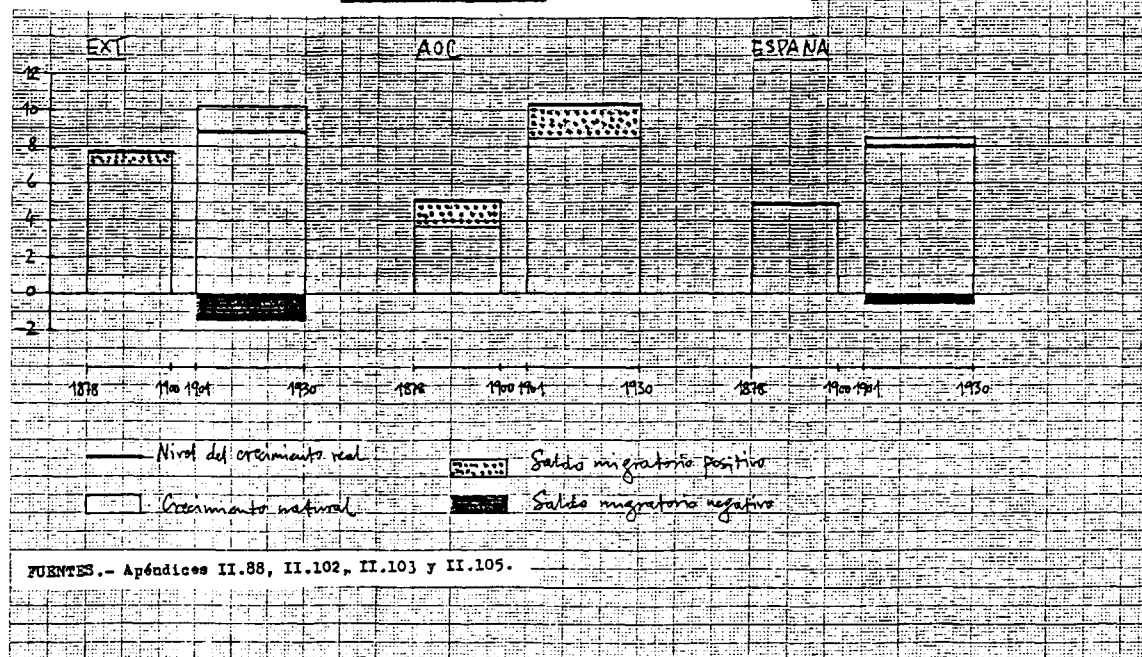 EXT AOC ESPAÑA
12
10
8
6
4
2
0
-2
1878 1900 1901 1930 1878 1900 1901 1930 1878 1900 1901 1930
Nivel del crecimiento real
Saldo migratorio positivo
Crecimiento natural
Saldo migratorio negativo
FUENTES.- Apéndices II.88, II.102, II.103 y II.105.